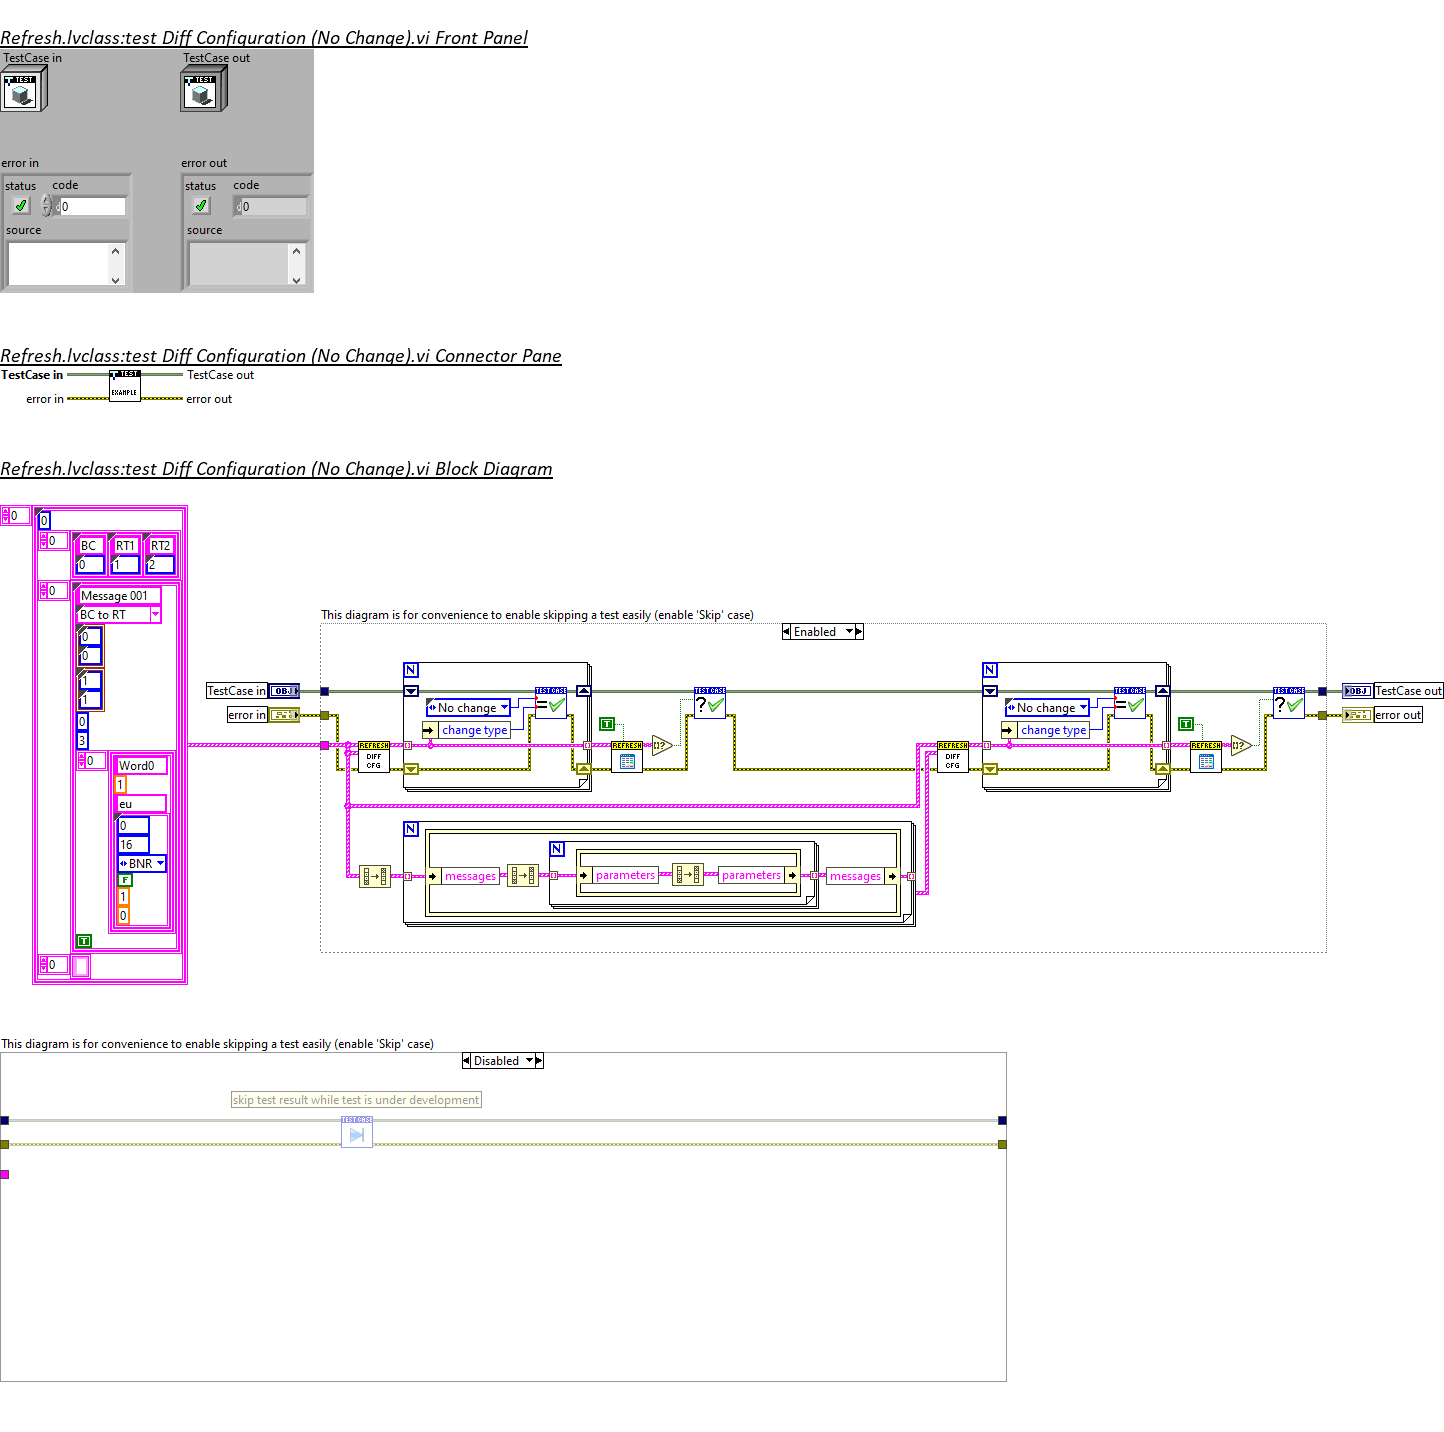 Refresh.lvclass:test Diff Configuration (No Change).vi Front Panel
TestCase in
TestCase out
TEST
TEST
error in
error out
status code
0
source
status code
0
source
Refresh.lvclass:test Diff Configuration (No Change).vi Connector Pane
TestCase in
TEST
EXAMPLE
TestCase out
error in
error out
Refresh.lvclass:test Diff Configuration (No Change).vi Block Diagram
0
0
0
BC RT1 RT2
0 1 2
0
Message 001
BC to RT
0
0
1
1
0
3
0
Word0
1
eu
0
16
BNR
F
1
0
T
0
This diagram is for convenience to enable skipping a test easily (enable 'Skip' case)
Enabled
TestCase in
OBJ
error in
REFRESH
DIFF
CFG
N
No change
change type
TEST CASE
=
T
REFRESH
?
TEST CASE
?
REFRESH
DIFF
CFG
N
No change
change type
TEST CASE
=
T
REFRESH
?
TEST CASE
?
OBJ
TestCase out
error out
N
messages
N
parameters
parameters
messages
This diagram is for convenience to enable skipping a test easily (enable 'Skip' case)
Disabled
skip test result while test is under development
TEST CASE